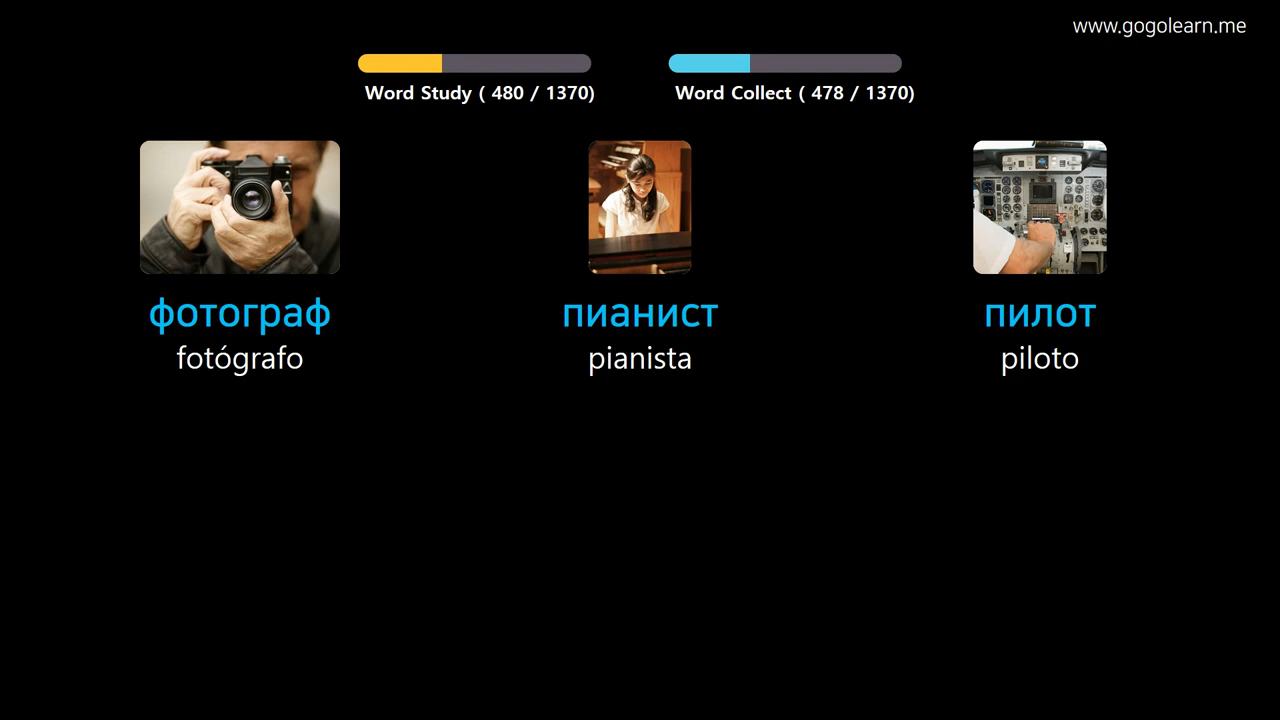 www.gogolearn.me
Word Study ( 480 / 1370)
Word Collect ( 478 / 1370)
фотограф
fotógrafo
пианист
pianista
пилот
piloto